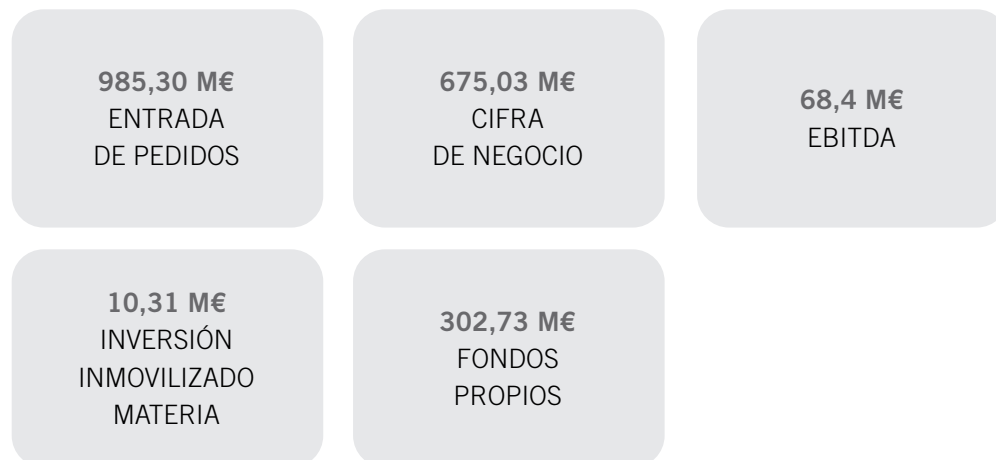 985,30 M€
ENTRADA
DE PEDIDOS
675,03 M€
CIFRA
DE NEGOCIO
68,4 M€
EBITDA
10,31 M€
INVERSIÓN
INMOVILIZADO
MATERIA
302,73 M€
FONDOS
PROPIOS